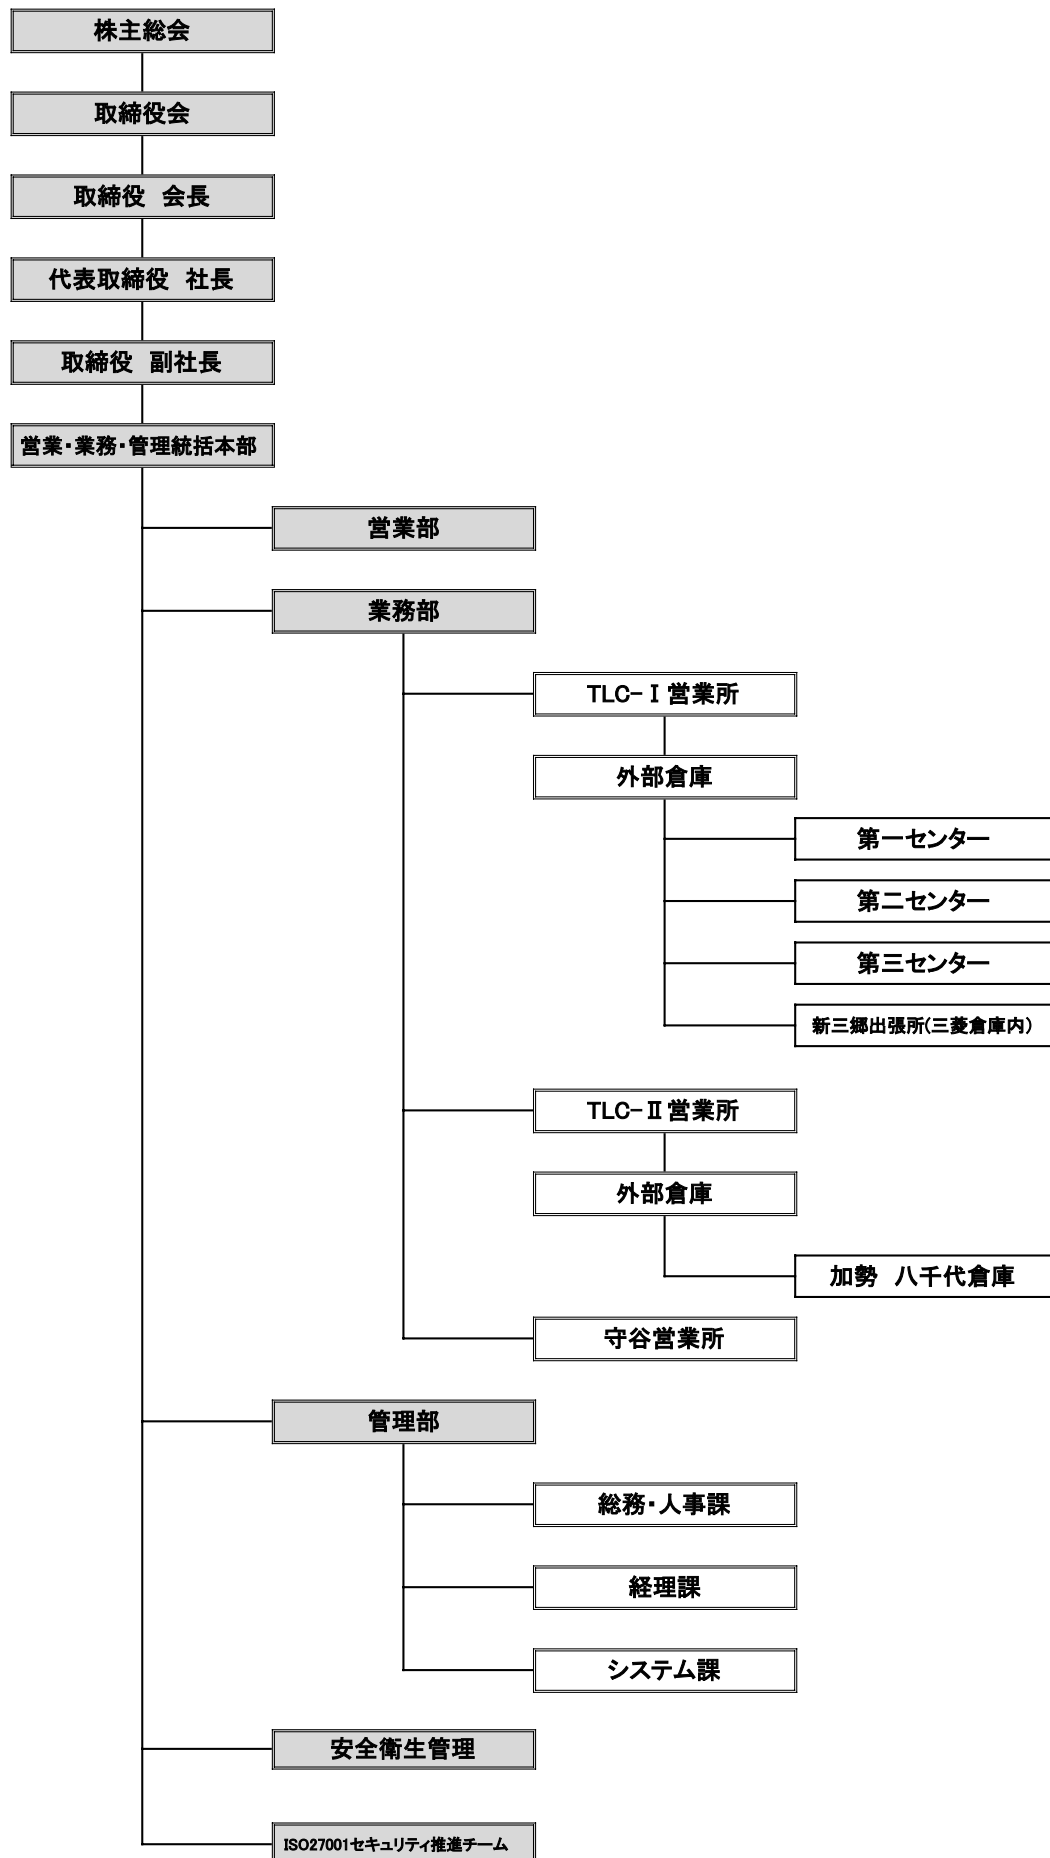 株主総会
取締役会
取締役　会長
代表取締役　社長
取締役　副社長
営業・業務・管理統括本部
営業部
業務部
TLC-Ⅰ営業所
外部倉庫
第一センター
第二センター
第三センター
新三郷出張所(三菱倉庫内)
TLC-Ⅱ営業所
外部倉庫
加勢　八千代倉庫
守谷営業所
管理部
総務・人事課
経理課
システム課
安全衛生管理
ISO27001セキュリティ推進チーム